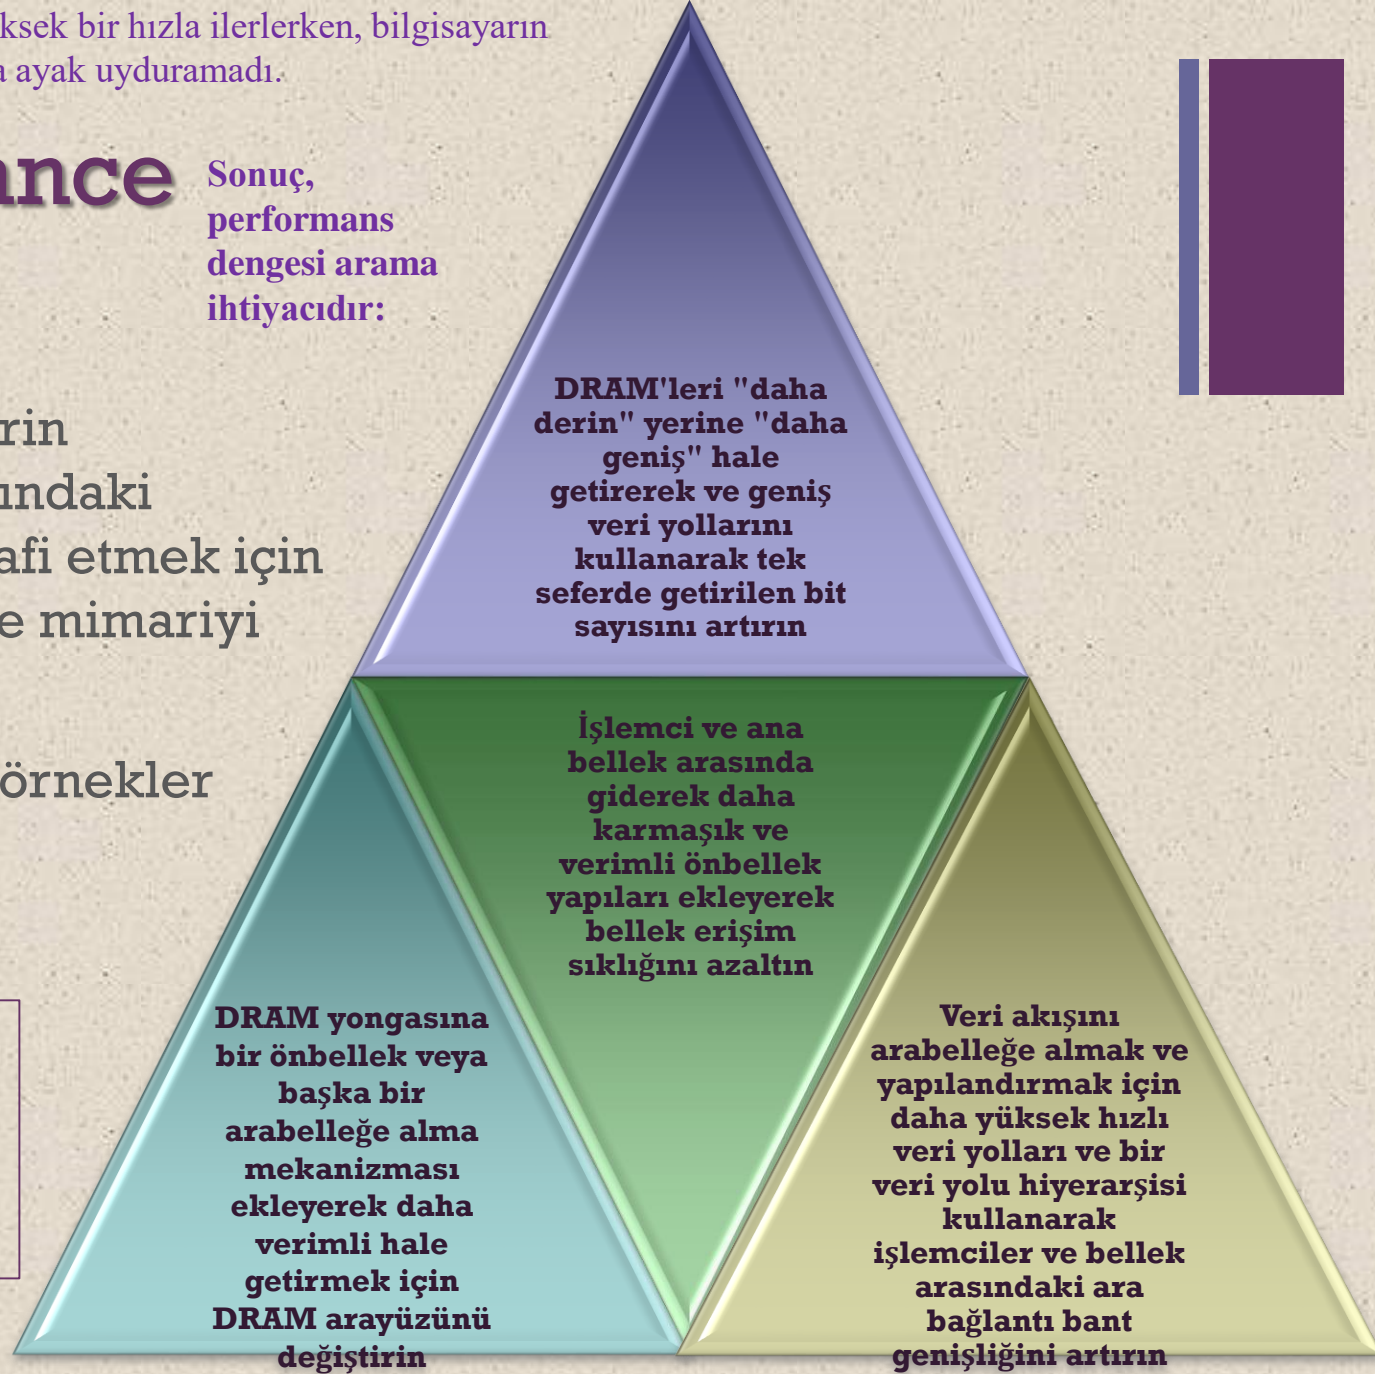 ksek bir hızla ilerlerken, bilgisayarın
a ayak uyduramadı.
ance
Sonuç,
performans
dengesi arama
ihtiyacıdır:
rin
ındaki
afi etmek için
e mimariyi
örnekler
DRAM'leri "daha
derin" yerine "daha
geniş" hale
getirerek ve geniş
veri yollarını
kullanarak tek
seferde getirilen bit
sayısını artırın
İşlemci ve ana
bellek arasında
giderek daha
karmaşık ve
verimli önbellek
yapıları ekleyerek
bellek erişim
sıklığını azaltın
DRAM yongasına
bir önbellek veya
başka bir
arabelleğe alma
mekanizması
ekleyerek daha
verimli hale
getirmek için
DRAM arayüzünü
değiştirin
Veri akışını
arabelleğe almak ve
yapılandırmak için
daha yüksek hızlı
veri yolları ve bir
veri yolu hiyerarşisi
kullanarak
işlemciler ve bellek
arasındaki ara
bağlantı bant
genişliğini artırın